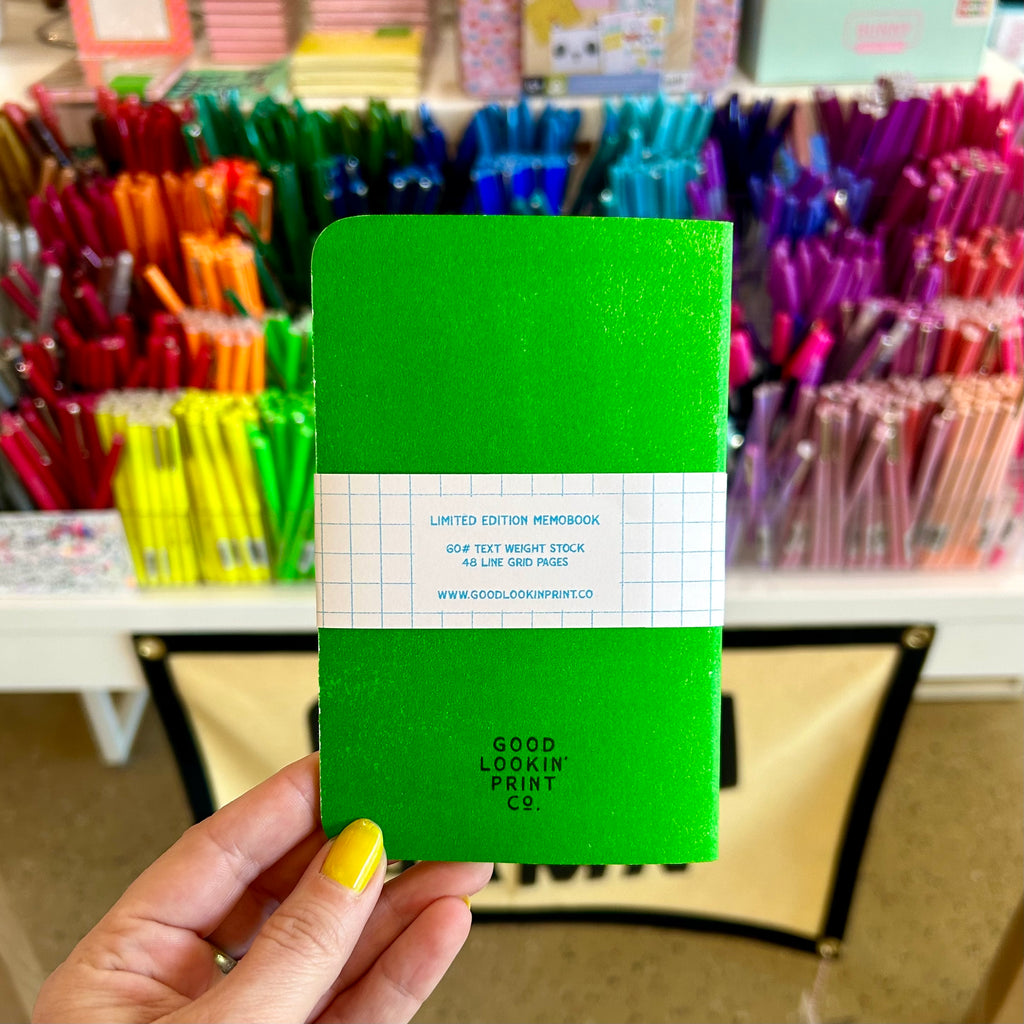 LIMITED EDITION MEMOBOOK
60# TEXT WEIGHT STOCK
48 LINE GRID PAGES
WWW.GOODLOOKINPRINT.CO
GOOD
LOOKIN'
PRINT
CO.